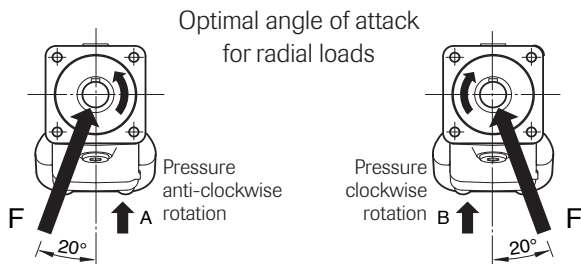 Optimal angle of attack
for radial loads
Pressure
anti-clockwise
rotation
A
F
20°
Pressure
clockwise
rotation
B
F
20°